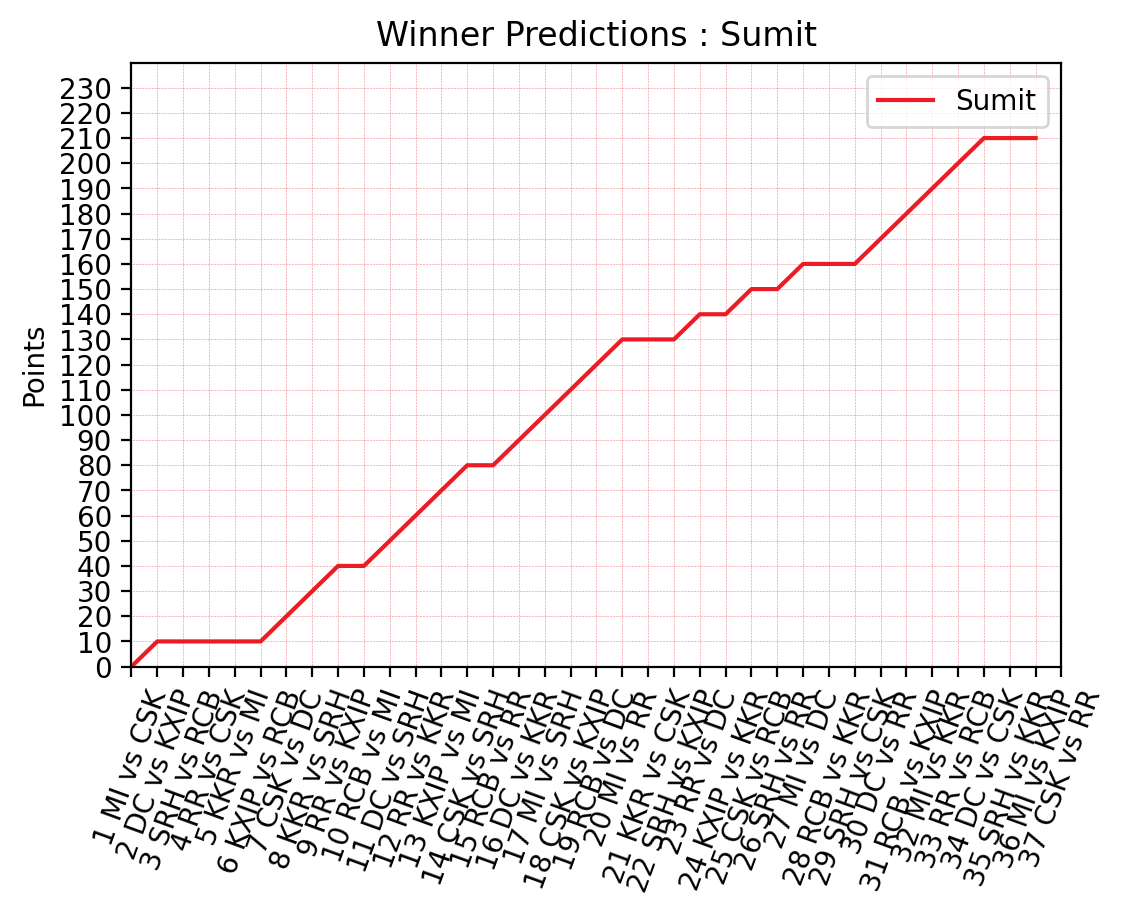 Winner Predictions : Sumit
Sumit
Points
230
220
210
200
190
180
170
160
150
140
130
120
110
100
90
80
70
60
50
40
30
20
10
0
1 MI vs CSK
2 DC vs KXIP
3 SRH vs RCB
4 RR vs CSK
5 KKR vs MI
6 KXIP vs RCB
7 CSK vs DC
8 KKR vs SRH
9 RR vs KXIP
10 RCB vs MI
11 DC vs SRH
12 RR vs KKR
13 KXIP vs MI
14 CSK vs SRH
15 RCB vs RR
16 DC vs KKR
17 MI vs SRH
18 CSK vs KXIP
19 RCB vs DC
20 MI vs RR
21 KKR vs CSK
22 SRH vs KXIP
23 RR vs DC
24 KXIP vs KKR
25 CSK vs RCB
26 SRH vs RR
27 MI vs DC
28 RCB vs KKR
29 SRH vs CSK
30 DC vs RR
31 RCB vs KXIP
32 MI vs KKR
33 RR vs RCB
34 DC vs CSK
35 SRH vs KKR
36 MI vs KXIP
37 CSK vs RR